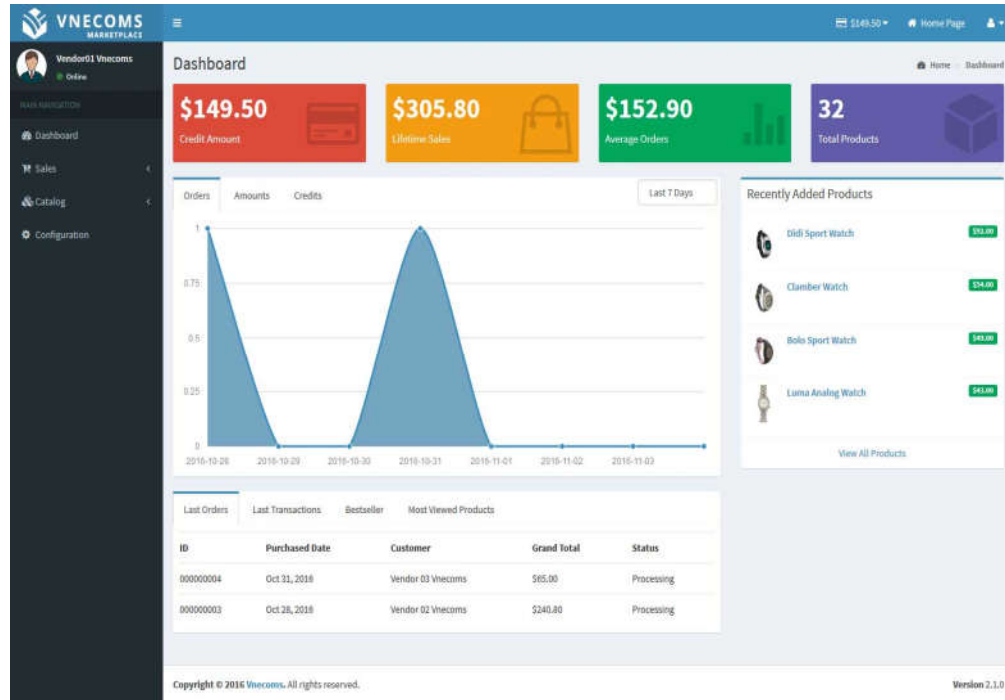 VNECOMS
MARKETPLACE
$149.50
Home Page
Vendor01 Vnecoms
Online
MAIN NAVIGATION
Dashboard
Sales
Catalog
Configuration
Dashboard
Home
Dashboard
$149.50
Credit Amount
$305.80
Lifetime Sales
$152.90
Average Orders
32
Total Products
Orders Amounts Credits
Last 7 Days
1
0.75
0.5
0.25
0
2016-10-28 2016-10-29 2016-10-30 2016-10-31 2016-11-01 2016-11-02 2016-11-03
Recently Added Products
Didi Sport Watch
Clamber Watch $54.00
Bolo Sport Watch $49.00
Luma Analog Watch $43.00
View All Products
Last Orders Last Transactions Bestseller Most Viewed Products
ID Purchased Date Customer Grand Total Status
000000004 Oct 31, 2016 Vendor 03 Vnecoms $65.00 Processing
000000003 Oct 28, 2016 Vendor 02 Vnecoms $240.80 Processing
Copyright © 2016 Vnecoms. All rights reserved.
Version 2.1.0